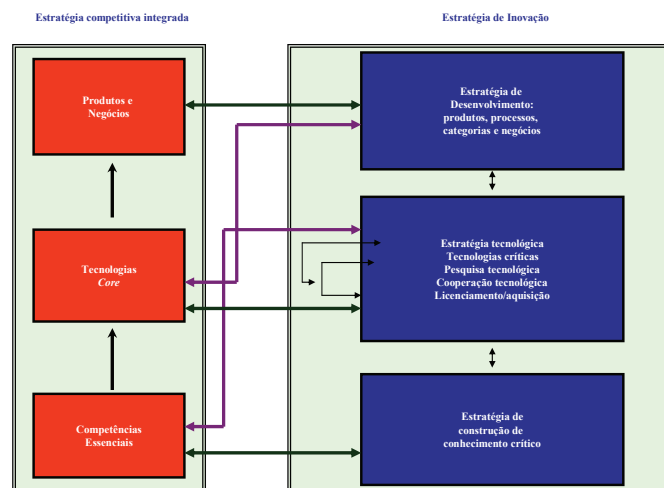 Estratégia competitiva integrada
Estratégia de Inovação
Produtos e
Negócios
Estratégia de
Desenvolvimento:
produtos, processos,
categorias e negócios
Tecnologias
Core
Estratégia tecnológica
Tecnologias críticas
Pesquisa tecnológica
Cooperação tecnológica
Licenciamento/aquisição
Competências
Essenciais
Estratégia de
construção de
conhecimento crítico